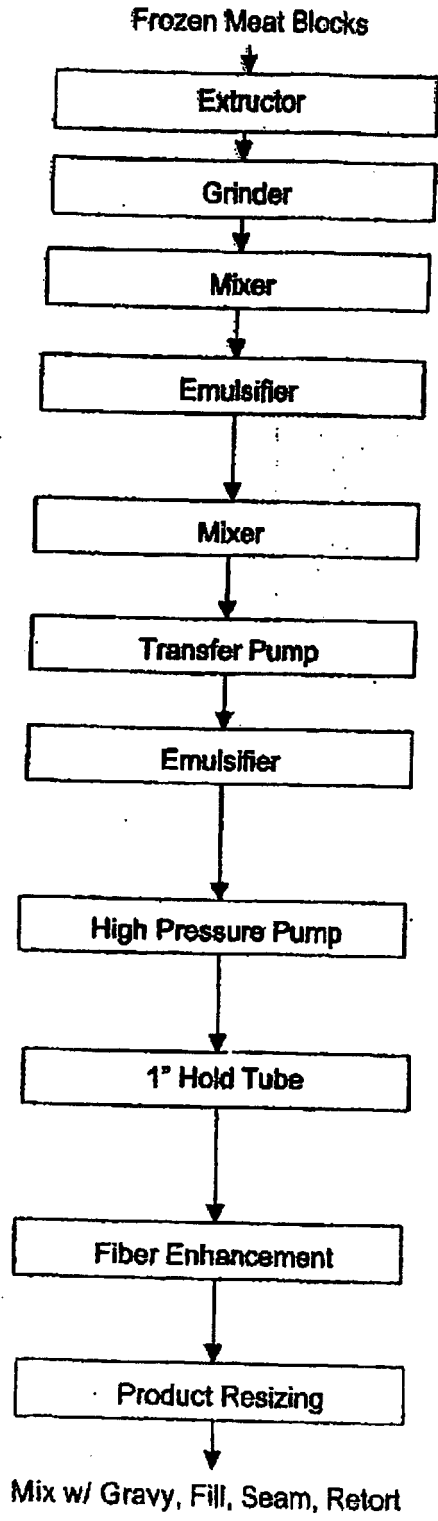 Frozen Meat Blocks
Extructor
Grinder
Mixer
Emulsifier
Mixer
Transfer Pump
Emulsifier
High Pressure Pump
1" Hold Tube
Fiber Enhancement
Product Resizing
Mix w/ Gravy, Fill, Seam, Retort